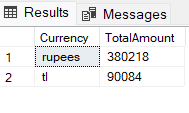 Results Messages
Currency TotalAmount
1 rupees 380218
2 tl 90084